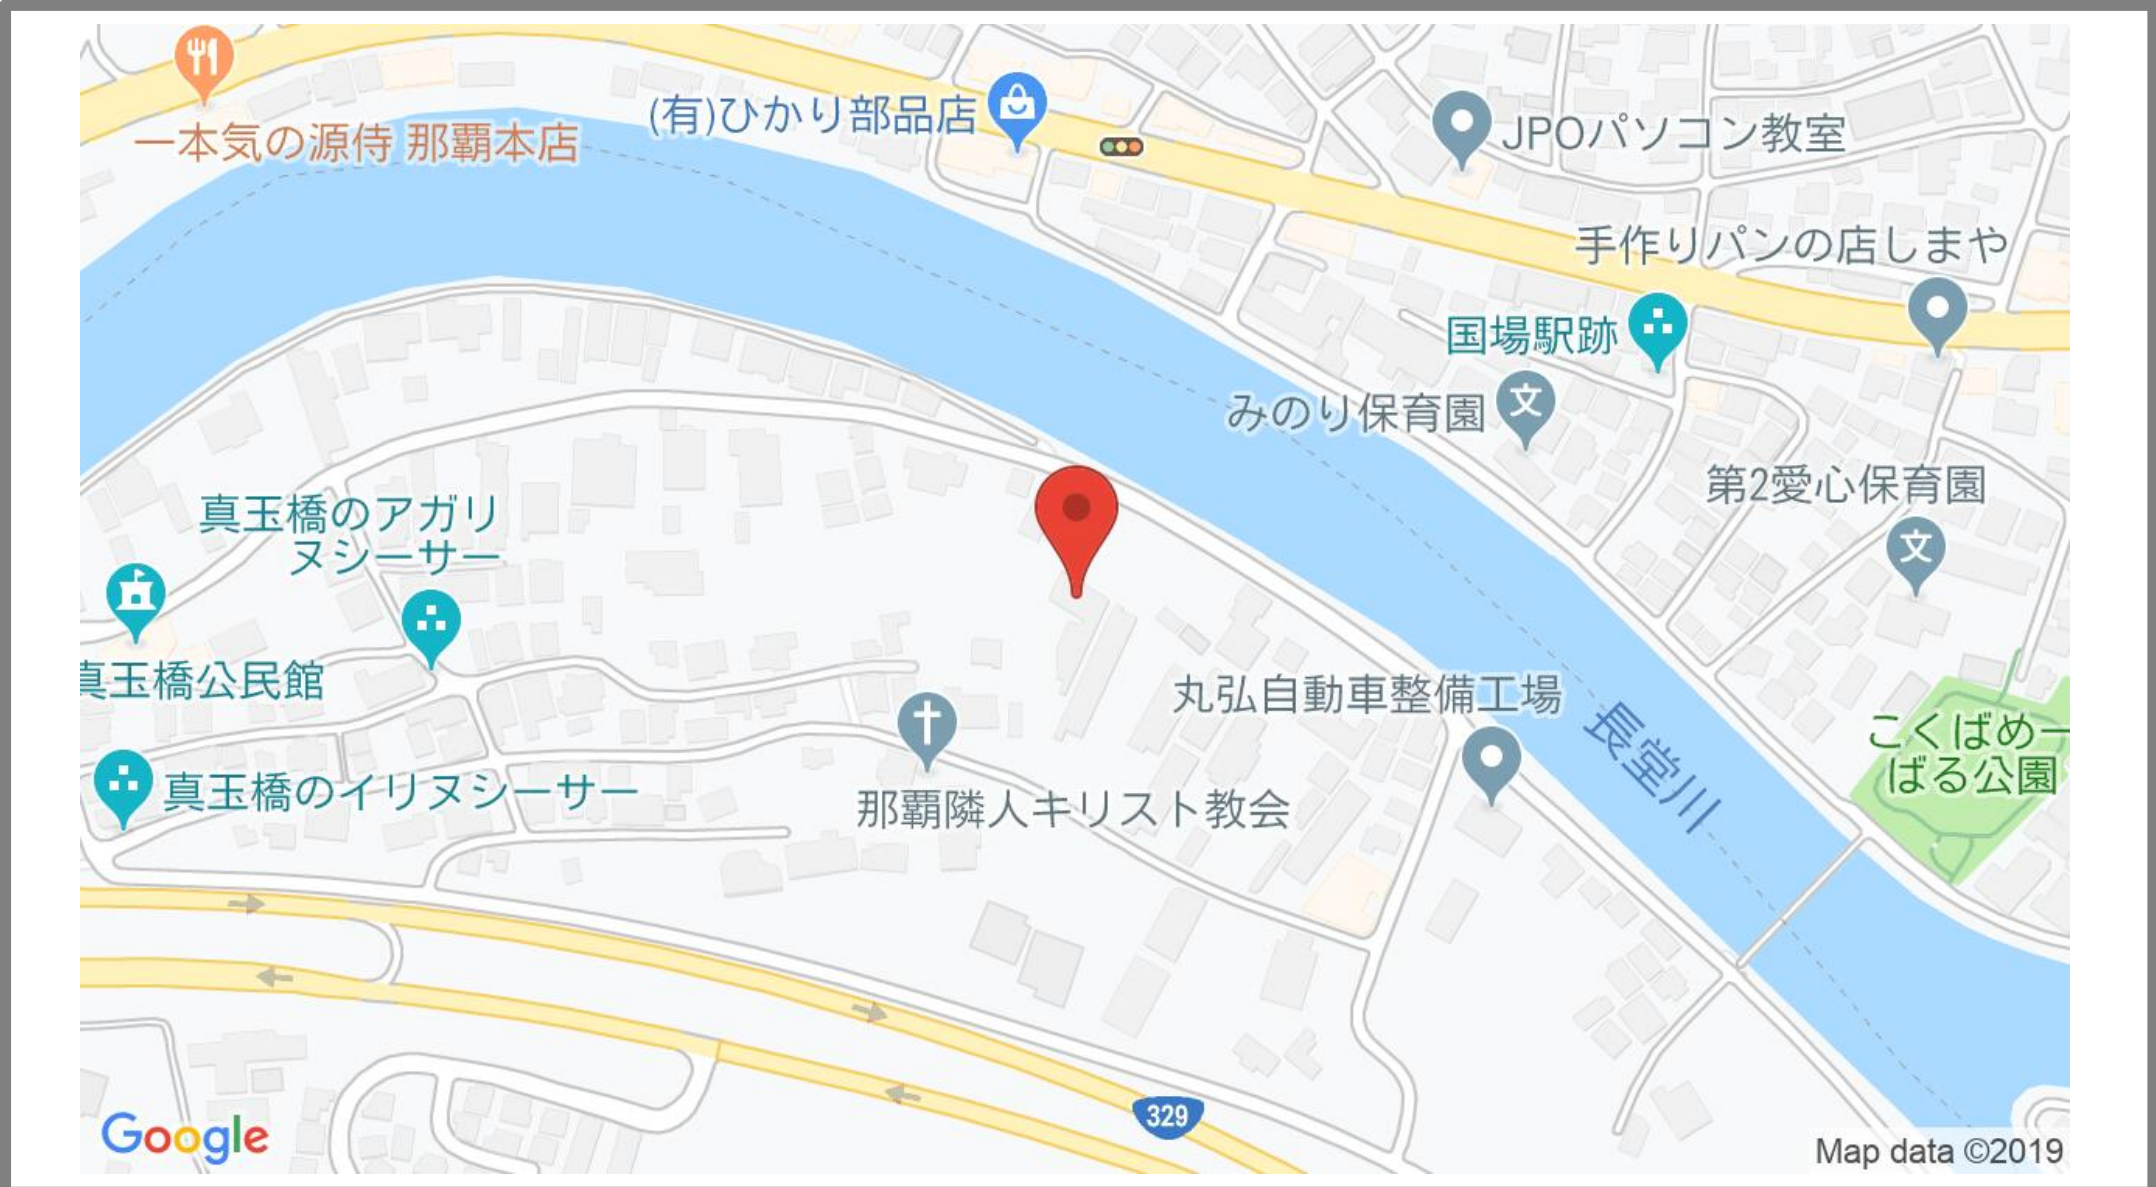 (有)ひかり部品店
一本気の源侍 那覇本店
JPOパソコン教室
手作りパンの店しまや
国場駅跡
みのり保育園
第2愛心保育園
真玉橋のアガリ
ヌシーサー
真玉橋公民館
丸弘自動車整備工場
長堂川
こくばめー
ばる公園
真玉橋のイリヌシーサー
那覇隣人キリスト教会
329
Google
Map data ©2019